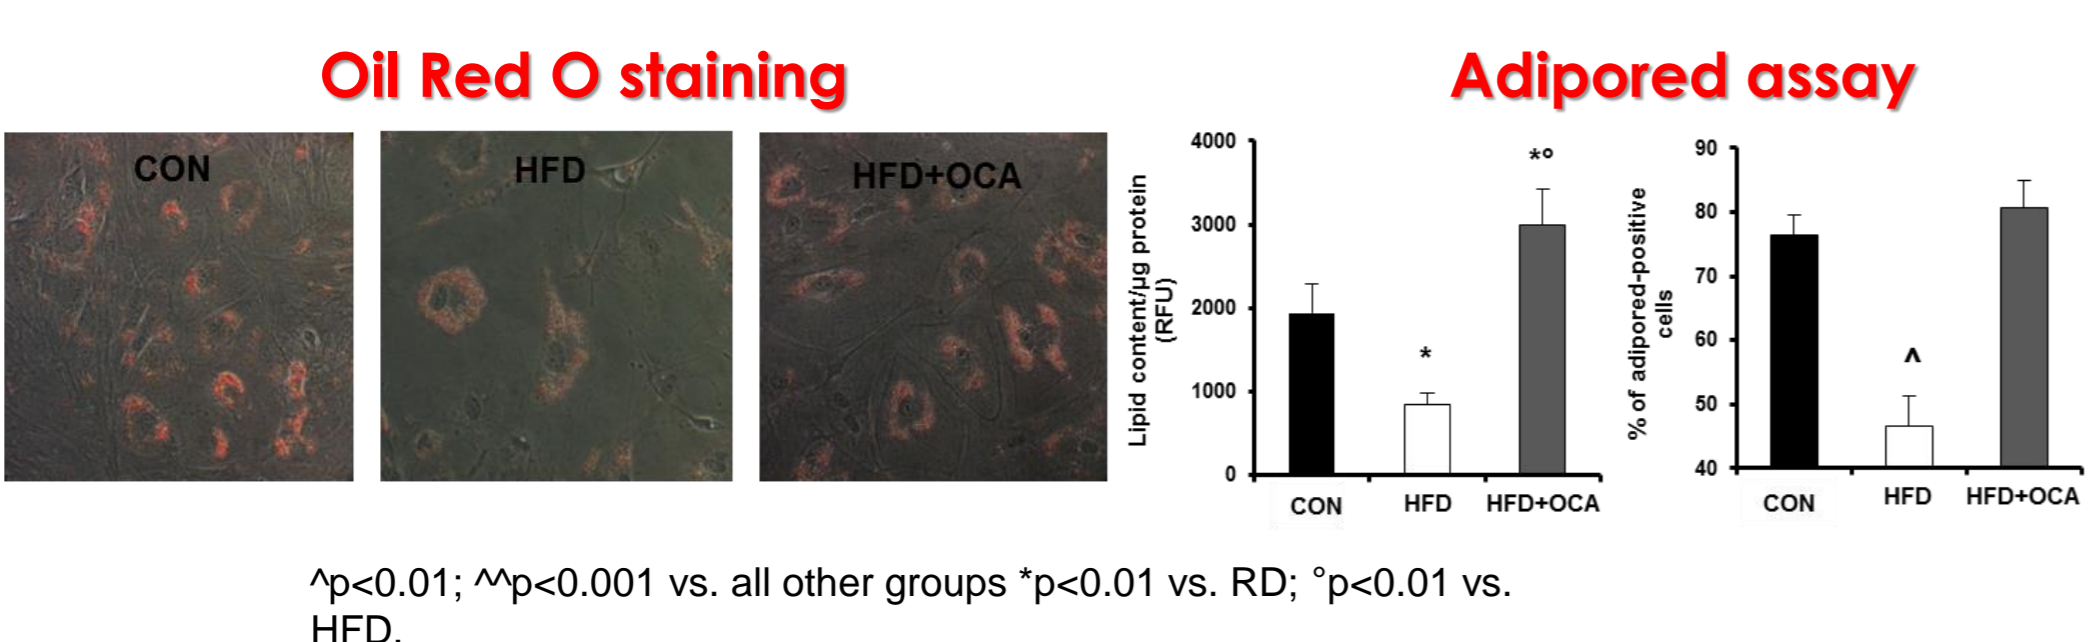 Oil Red O staining
Adipored assay
CON
HFD
HFD+OCA
Lipid content/µg protein
(RFU)
4000
3000
2000
1000
0
*
*°
CON
HFD
HFD+OCA
% of adipored-positive
cells
90
80
70
60
50
40
^
CON
HFD
HFD+OCA
^p<0.01; ^^p<0.001 vs. all other groups *p<0.01 vs. RD; °p<0.01 vs.
HFD.